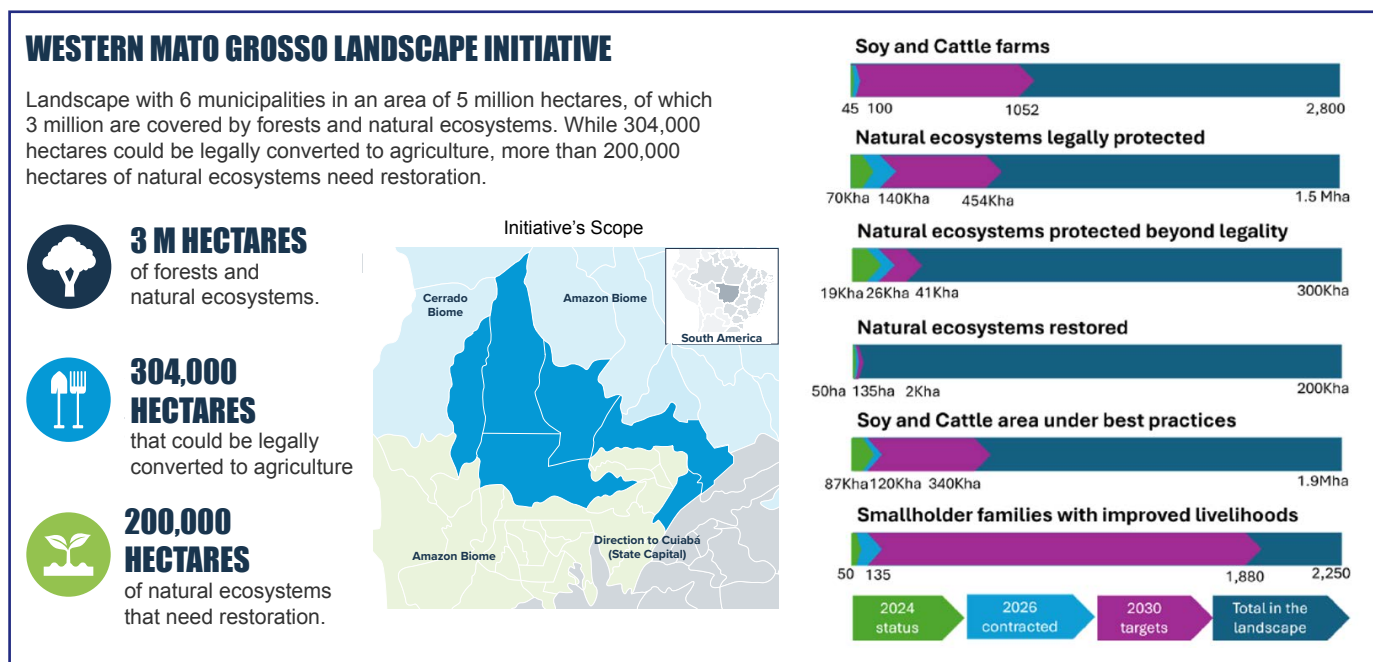 WESTERN MATO GROSSO LANDSCAPE INITIATIVE
Landscape with 6 municipalities in an area of 5 million hectares, of which
3 million are covered by forests and natural ecosystems. While 304,000
hectares could be legally converted to agriculture, more than 200,000
hectares of natural ecosystems need restoration.
3 M HECTARES
of forests and
natural ecosystems.
304,000
HECTARES
that could be legally
converted to agriculture
200,000
HECTARES
of natural ecosystems
that need restoration.
Initiative's Scope
Cerrado
Biome
Amazon Biome
South America
Amazon Biome
Direction to Cuiabá
(State Capital)
Soy and Cattle farms
45 100 1052 2,800
Natural ecosystems legally protected
70Kha 140Kha 454Kha 1.5 Mha
Natural ecosystems protected beyond legality
19Kha 26Kha 41Kha 300Kha
Natural ecosystems restored
50ha 135ha 2Kha 200Kha
Soy and Cattle area under best practices
87Kha 120Kha 340Kha 1.9Mha
Smallholder families with improved livelihoods
50 135 1,880 2,250
2024
status
2026
contracted
2030
targets
Total in the
landscape